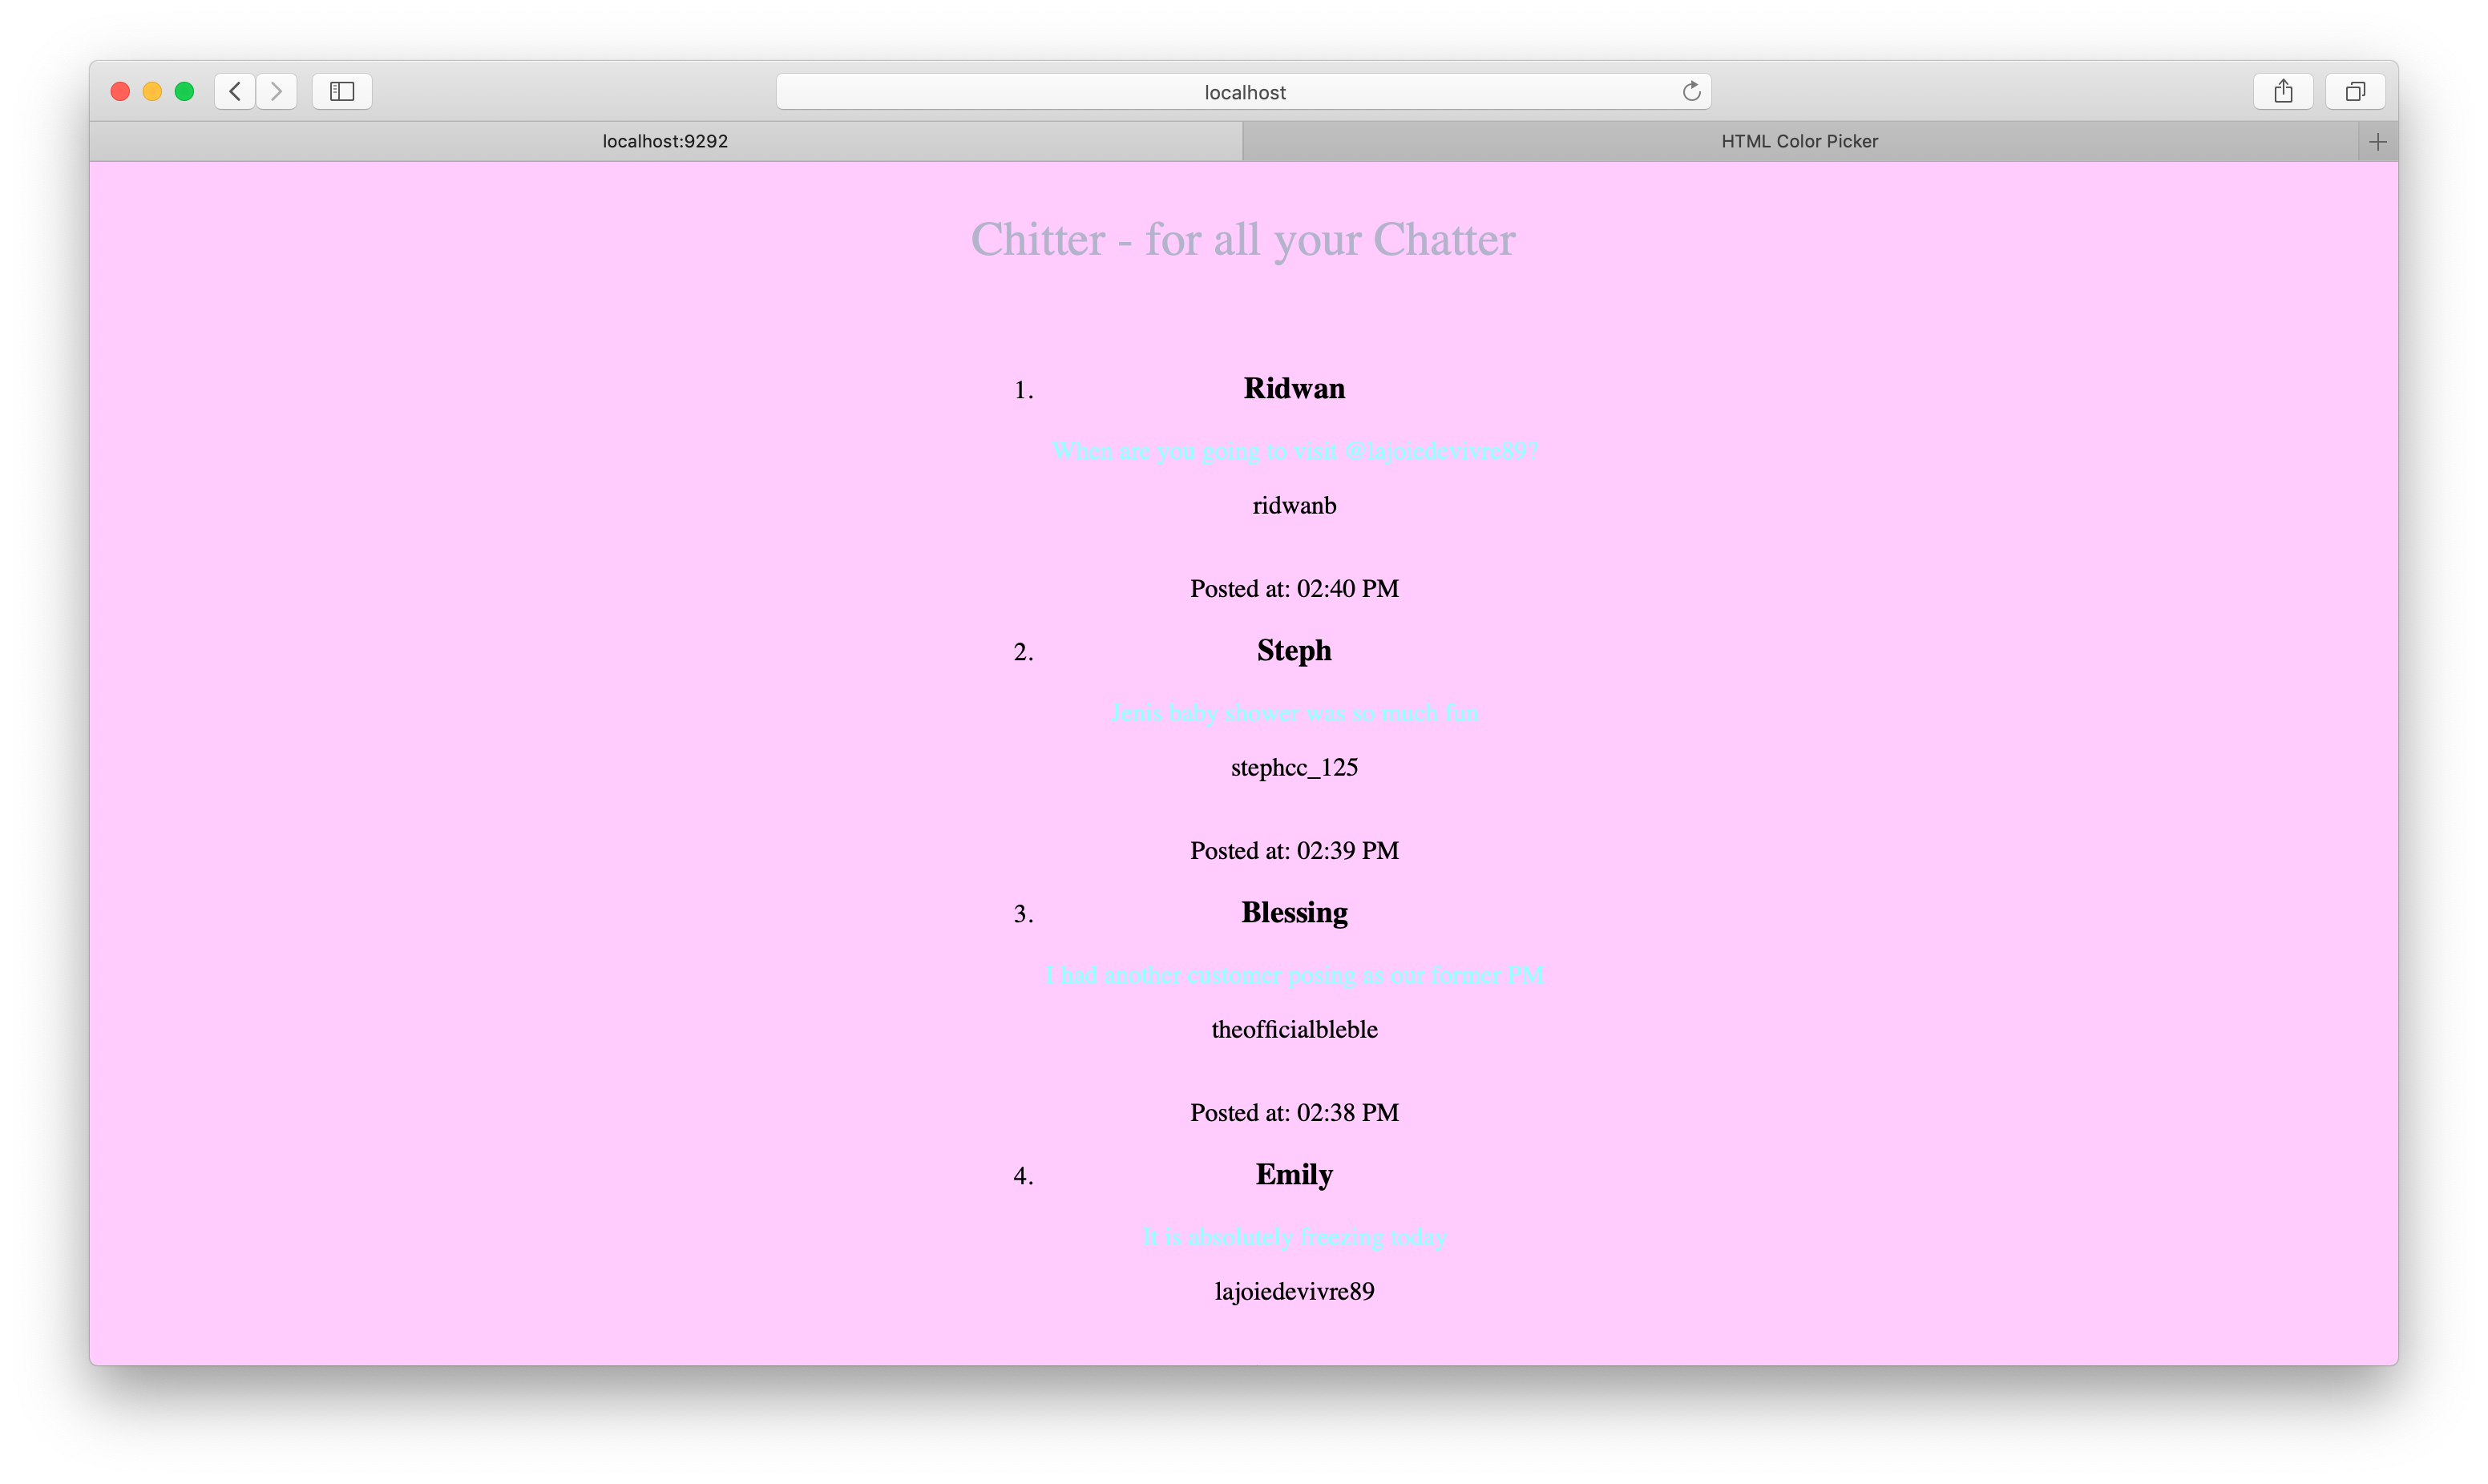 localhost
localhost:9292
HTML Color Picker
Chitter - for all your Chatter
1. Ridwan
When are you going to visit @lajoiedevivre89?
ridwanb
Posted at: 02:40 PM
2. Steph
Jenis baby shower was so much fun
stephcc_125
Posted at: 02:39 PM
3. Blessing
I had another customer posing as our former PM
theofficialbleble
Posted at: 02:38 PM
4. Emily
It is absolutely freezing today
lajoiedevivre89